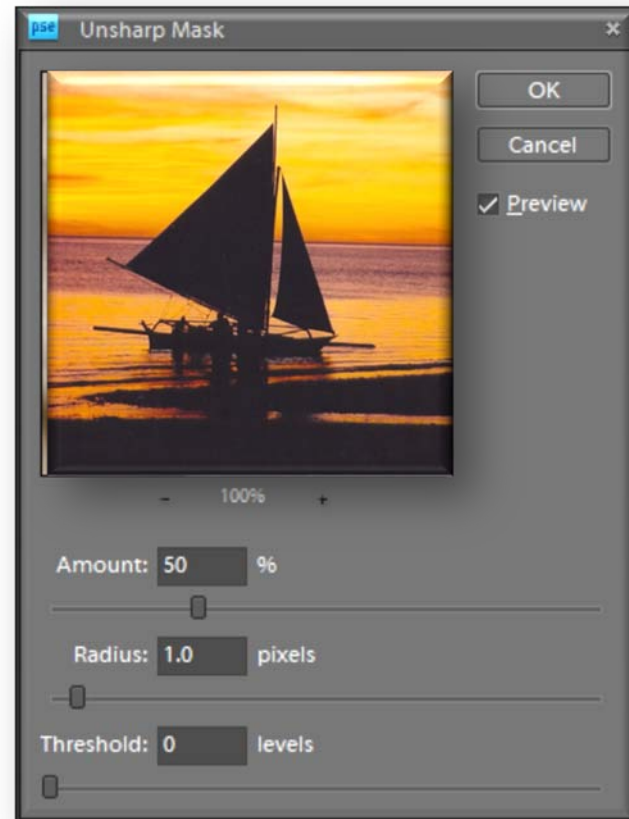 pse Unsharp Mask ×
OK
Cancel
Preview
- 100% +
Amount: 50 %
Radius: 1.0 pixels
Threshold: 0 levels